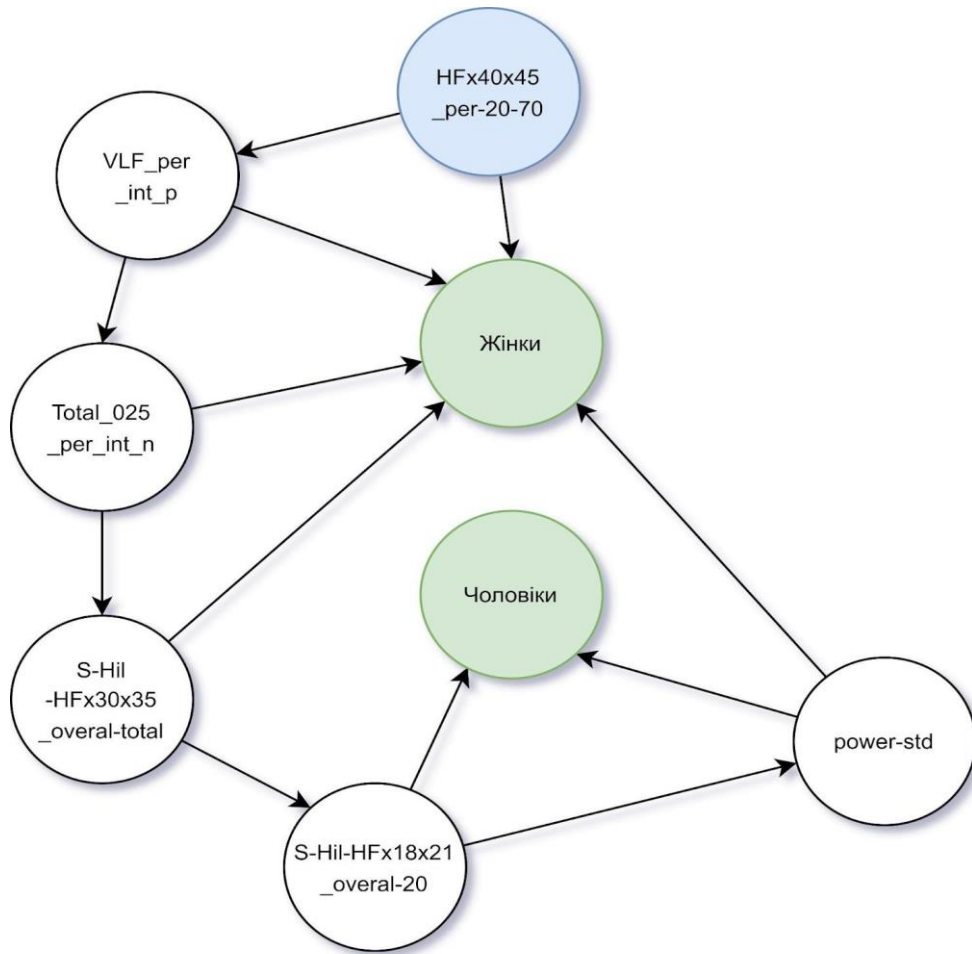 HFx40x45
_per-20-70
VLF_per
_int_p
Жінки
Total_025
_per_int_n
Чоловіки
S-Hil
-HFx30x35
_overal-total
power-std
S-Hil-HFx18x21
_overal-20